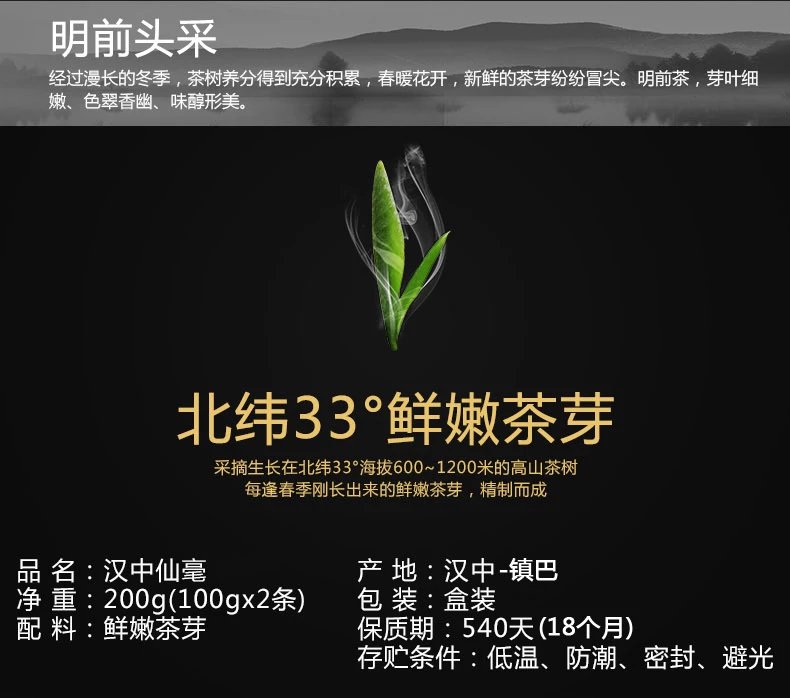 明前头采
经过漫长的冬季，茶树养分得到充分积累，春暖花开，新鲜的茶芽纷纷冒尖。明前茶，芽叶细
嫩、色翠香幽、味醇形美。
北纬33°鲜嫩茶芽
采摘生长在北纬33°海拔600~1200米的高山茶树
每逢春季刚长出来的鲜嫩茶芽，精制而成
品 名：汉中仙毫
净 重：200g(100gx2条)
配 料：鲜嫩茶芽
产 地：汉中-镇巴
包 装：盒装
保质期：540天(18个月)
存贮条件：低温、防潮、密封、避光